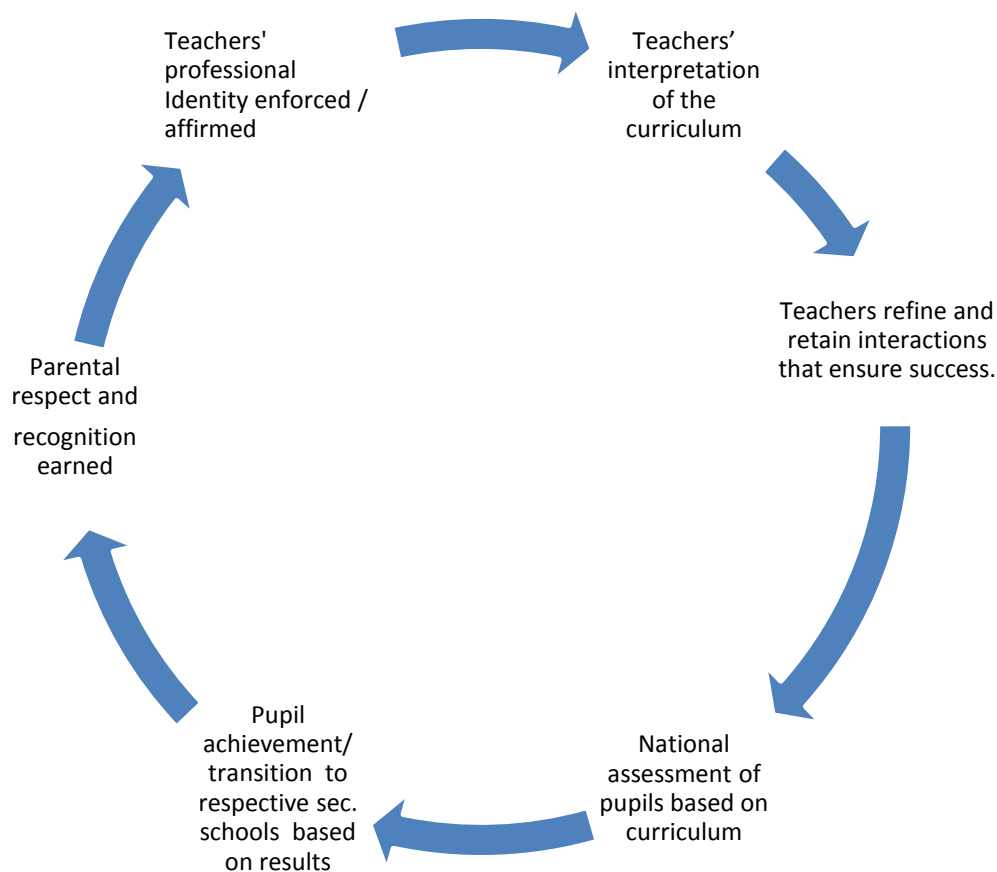 Teachers'
professional
Identity enforced /
affirmed
Teachers’
interpretation
of the
curriculum
Teachers refine and
retain interactions
that ensure success.
National
assessment of
pupils based on
curriculum
Pupil
achievement/
transition to
respective sec.
schools based
on results
Parental
respect and
recognition
earned